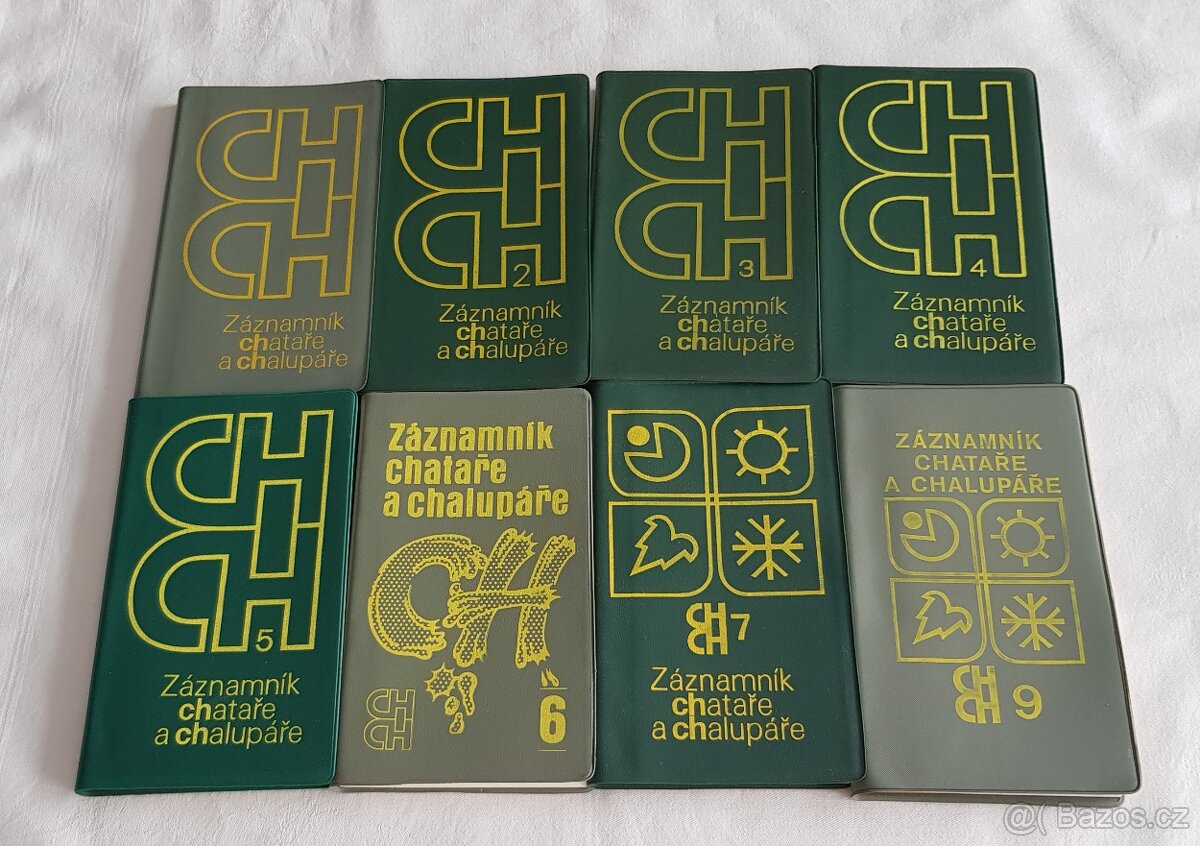 CH
CH
Záznamník
chataře
a chalupáře
CH
CH
2
Záznamník
chataře
a chalupáře
CH
CH
3
Záznamník
chataře
a chalupáře
CH
CH
4
Záznamník
chataře
a chalupáře
CH
CH
5
Záznamník
chataře
a chalupáře
Záznamník
chataře
a chalupáře
CH
CH
CH
6
CH
CH 7
Záznamník
chataře
a chalupáře
ZÁZNAMNÍK
CHATAŘE
A CHALUPÁŘE
CH
CH 9
@( Bazos.cz